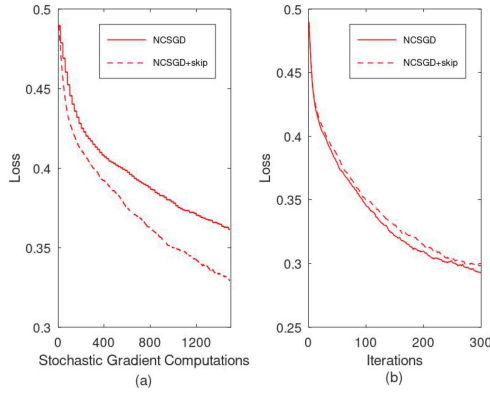 0.5
0.45
0.4
0.35
0.3
Loss
0 400 800 1200
Stochastic Gradient Computations
(a)
NCSGD
NCSGD+skip
0.5
0.45
0.4
0.35
0.3
0.25
Loss
0 100 200 300
Iterations
(b)
NCSGD
NCSGD+skip